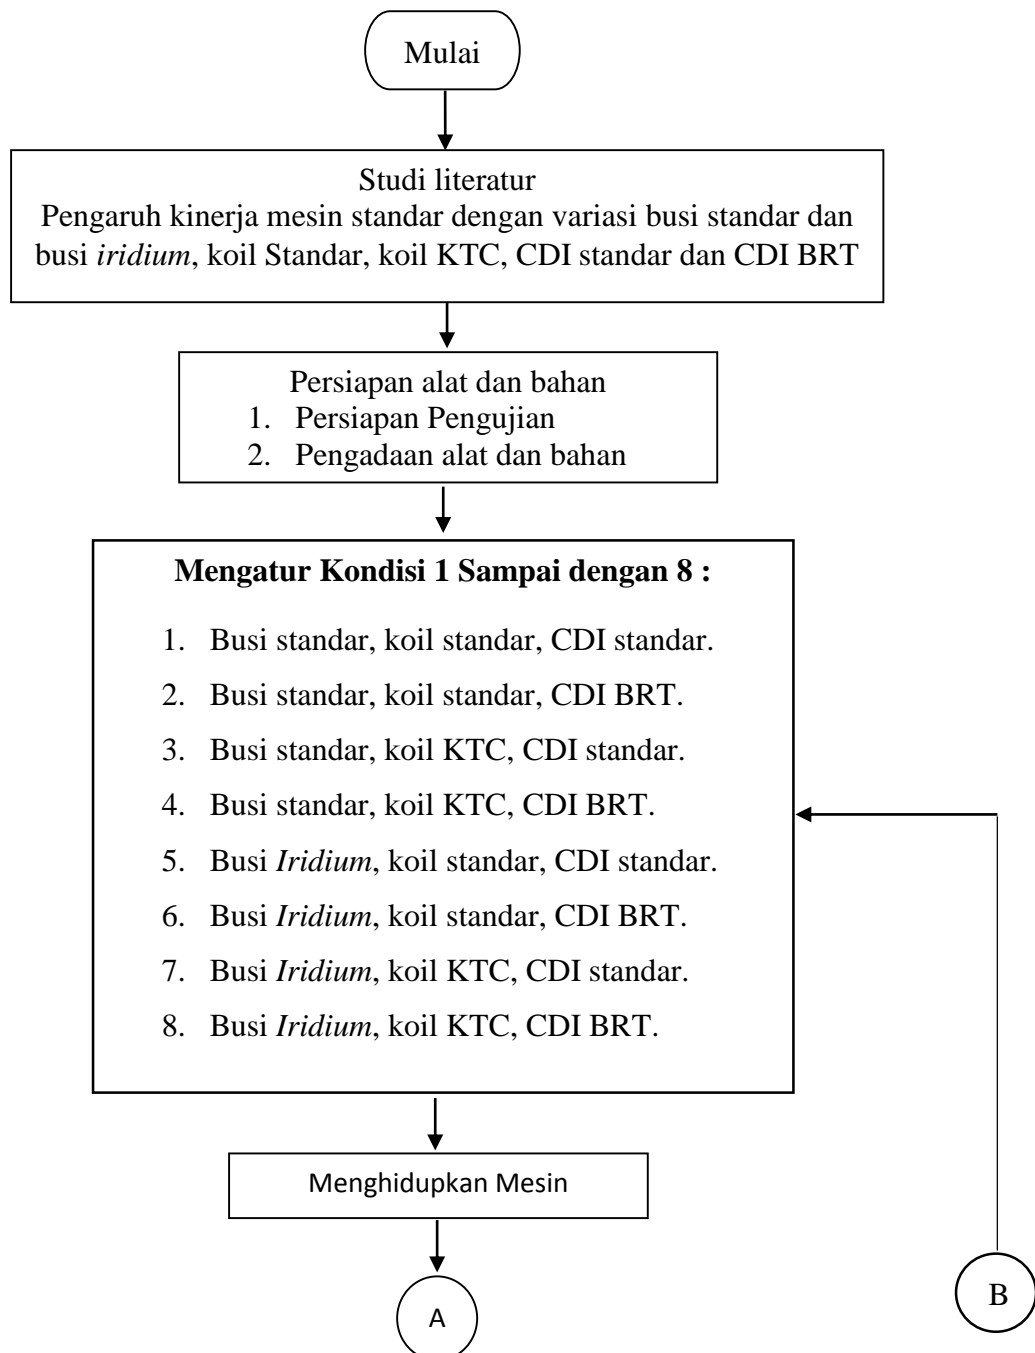 Mulai
Studi literatur
Pengaruh kinerja mesin standar dengan variasi busi standar dan
busi iridium, koil Standar, koil KTC, CDI standar dan CDI BRT
Persiapan alat dan bahan
1. Persiapan Pengujian
2. Pengadaan alat dan bahan
Mengatur Kondisi 1 Sampai dengan 8 :
1. Busi standar, koil standar, CDI standar.
2. Busi standar, koil standar, CDI BRT.
3. Busi standar, koil KTC, CDI standar.
4. Busi standar, koil KTC, CDI BRT.
5. Busi Iridium, koil standar, CDI standar.
6. Busi Iridium, koil standar, CDI BRT.
7. Busi Iridium, koil KTC, CDI standar.
8. Busi Iridium, koil KTC, CDI BRT.
Menghidupkan Mesin
A
B